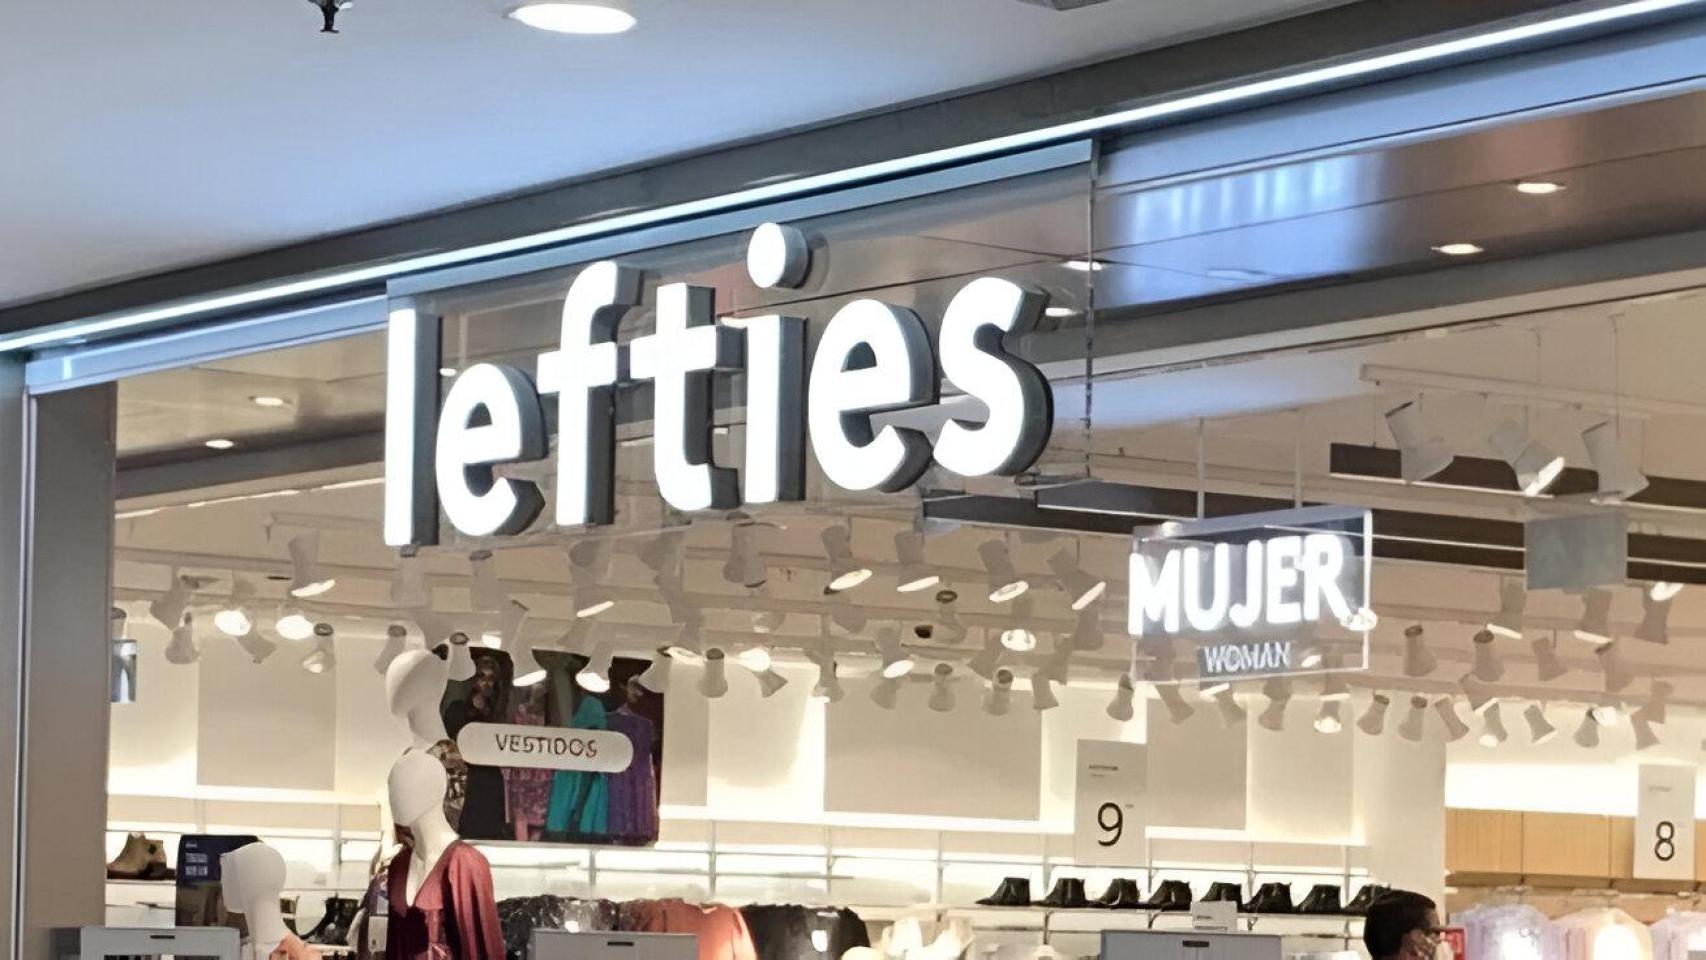 lefties
MUJER
WOMAN
VESTIDOS
9
8